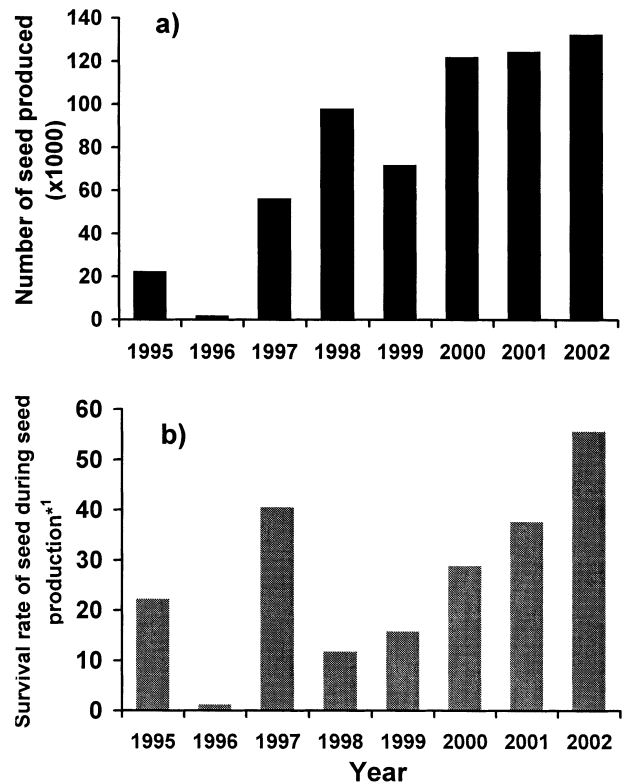 a)
Number of seed produced
(x1000)
140
120
100
80
60
40
20
0
1995 1996 1997 1998 1999 2000 2001 2002
b)
Survival rate of seed during seed
production*1
60
50
40
30
20
10
0
1995 1996 1997 1998 1999 2000 2001 2002
Year